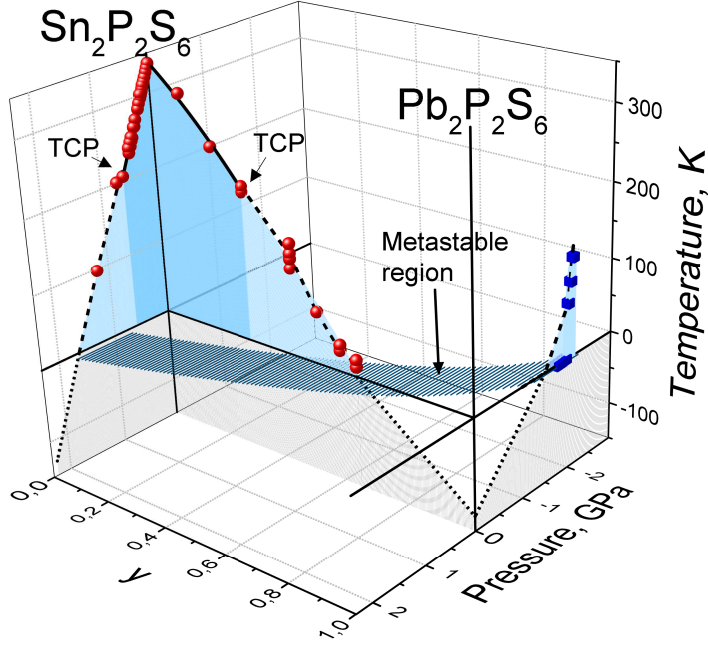 Sn₂P₂S₆
Pb₂P₂S₆
TCP
TCP
Metastable
region
300
200
100
0
-100
Temperature, K
0,0
0,2
0,4
0,6
0,8
1,0
y
2
1
0
-1
-2
Pressure, GPa